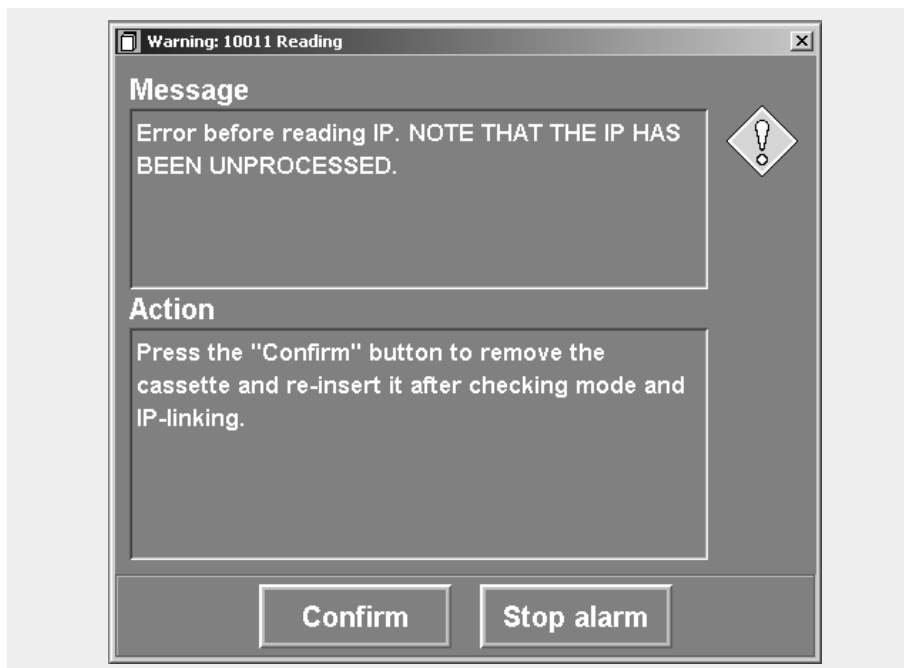 Warning: 10011 Reading
Message
Error before reading IP. NOTE THAT THE IP HAS
BEEN UNPROCESSED.
Action
Press the "Confirm" button to remove the
cassette and re-insert it after checking mode and
IP-linking.
Confirm
Stop alarm